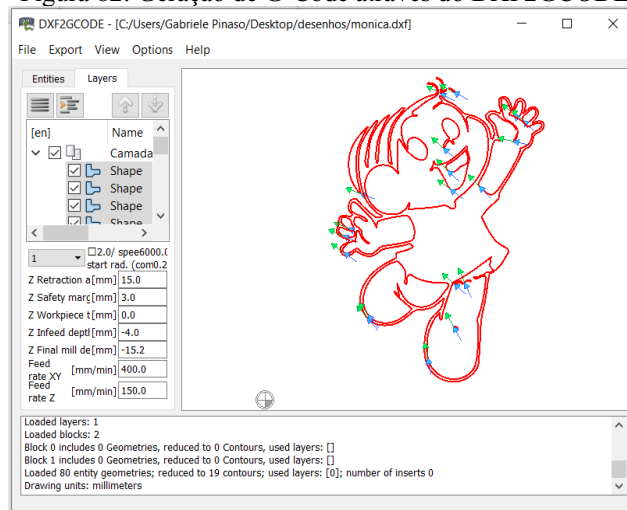 Figura 62: Geração de G-Code através do DXF2GCODE
DXF2GCODE - [C:/Users/Gabriele Pinaso/Desktop/desenhos/monica.dxf]
File Export View Options Help
Entities Layers
[en] Name
Camada
Shape
Shape
Shape
Shape
1 2.0/ spee6000.(
start rad. (com0.2
Z Retraction a[mm] 15.0
Z Safety marg[mm] 3.0
Z Workpiece t[mm] 0.0
Z Infeed deptl[mm] -4.0
Z Final mill de[mm] -15.2
Feed rate XY [mm/min] 400.0
Feed rate Z [mm/min] 150.0
Loaded layers: 1
Loaded blocks: 2
Block 0 includes 0 Geometries, reduced to 0 Contours, used layers: []
Block 1 includes 0 Geometries, reduced to 0 Contours, used layers: []
Loaded 80 entity geometries; reduced to 19 contours; used layers: [0]; number of inserts 0
Drawing units: millimeters